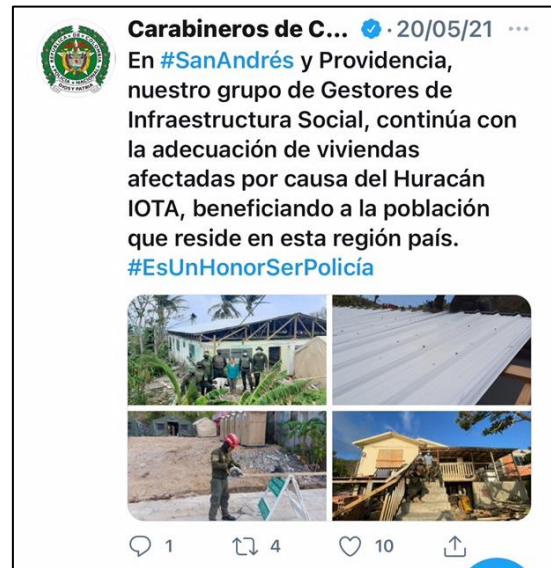 Carabineros de C... · 20/05/21 ···
En #SanAndrés y Providencia,
nuestro grupo de Gestores de
Infraestructura Social, continúa con
la adecuación de viviendas
afectadas por causa del Huracán
IOTA, beneficiando a la población
que reside en esta región país.
#EsUnHonorSerPolicía
1 4 10